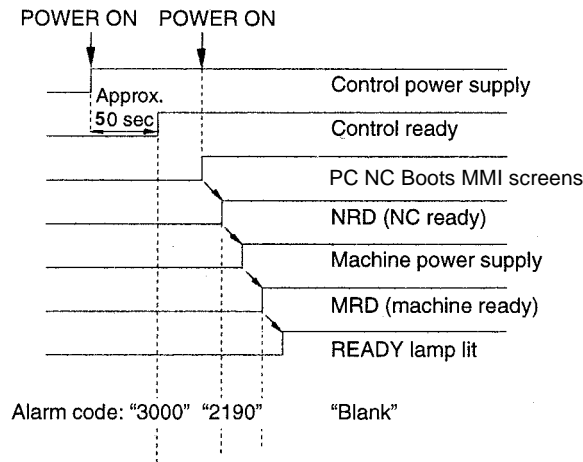 POWER ON POWER ON
Control power supply
Approx.
50 sec
Control ready
PC NC Boots MMI screens
NRD (NC ready)
Machine power supply
MRD (machine ready)
READY lamp lit
Alarm code: “3000” “2190” “Blank”